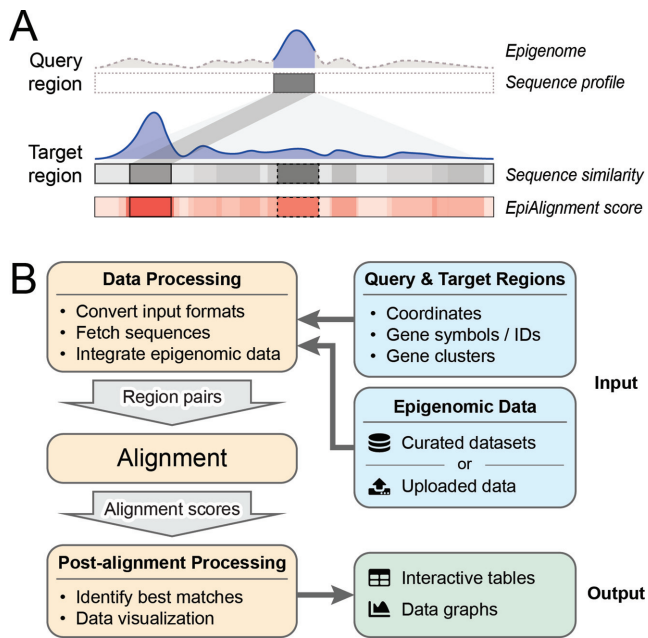 A
Query
region
Epigenome
Sequence profile
Target
region
Sequence similarity
EpiAlignment score
B
Data Processing
• Convert input formats
• Fetch sequences
• Integrate epigenomic data
Region pairs
Alignment
Alignment scores
Post-alignment Processing
• Identify best matches
• Data visualization
Query & Target Regions
• Coordinates
• Gene symbols / IDs
• Gene clusters
Input
Epigenomic Data
Curated datasets
or
Uploaded data
Interactive tables
Data graphs
Output